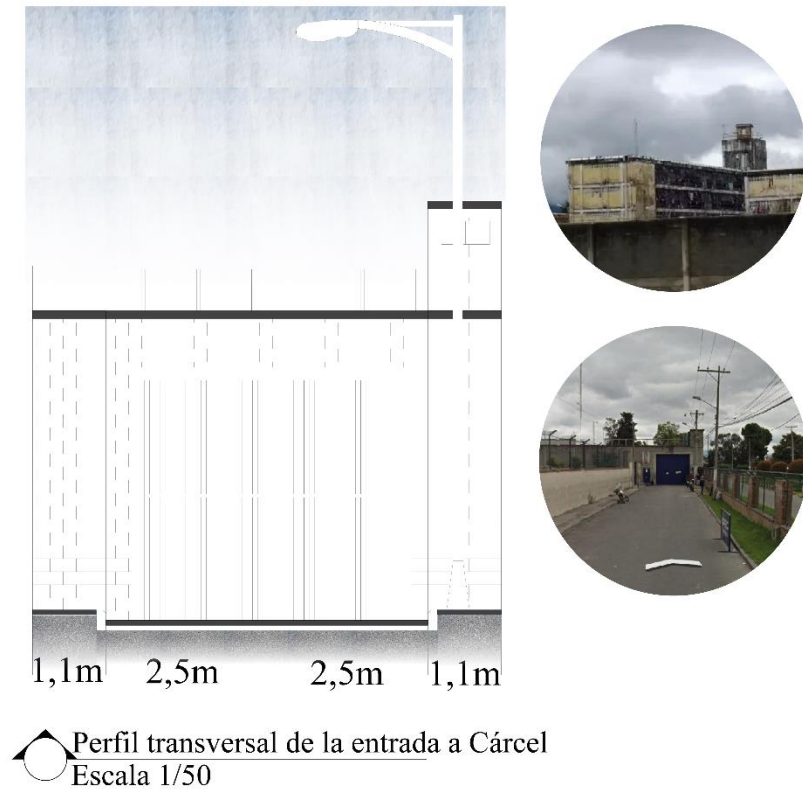 1,1m 2,5m 2,5m 1,1m
Perfil transversal de la entrada a Cárcel
Escala 1/50